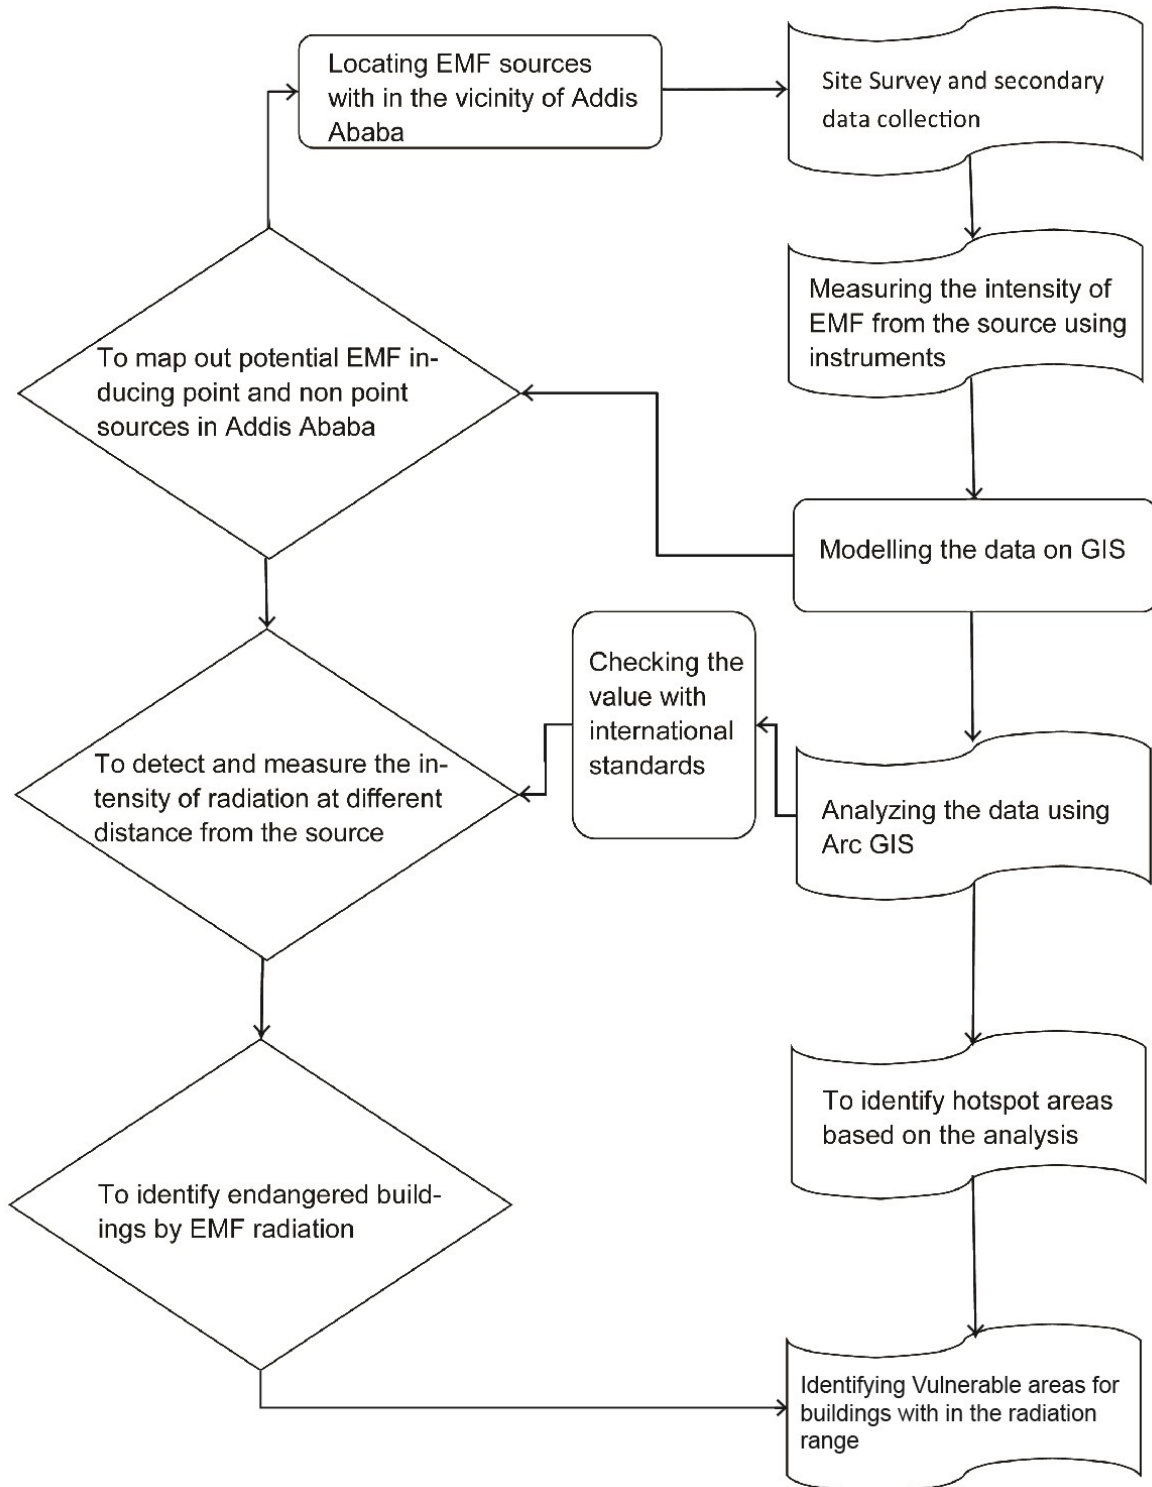 Locating EMF sources
with in the vicinity of Addis
Ababa
Site Survey and secondary
data collection
Measuring the intensity of
EMF from the source using
instruments
To map out potential EMF in-
ducing point and non point
sources in Addis Ababa
Modelling the data on GIS
Checking the
value with
international
standards
To detect and measure the in-
tensity of radiation at different
distance from the source
Analyzing the data using
Arc GIS
To identify hotspot areas
based on the analysis
To identify endangered build-
ings by EMF radiation
Identifying Vulnerable areas for
buildings with in the radiation
range